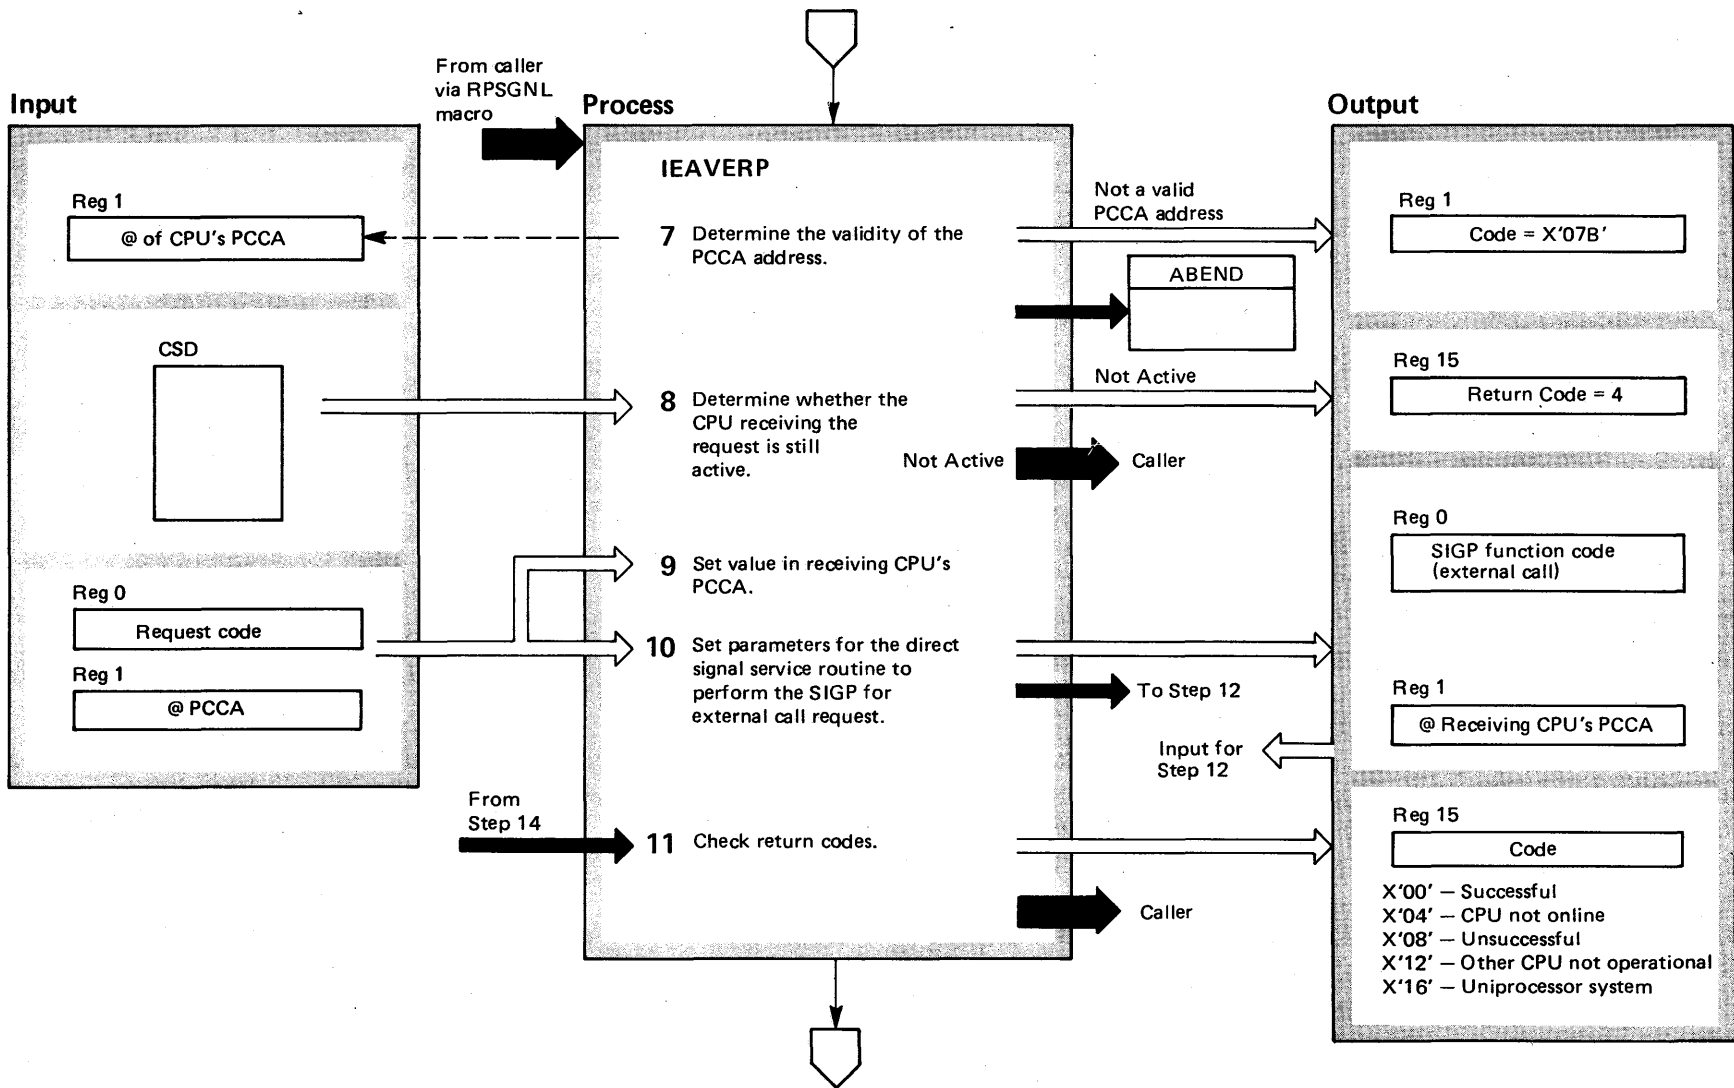 From caller
via RPSGNL
macro
Input
Process
Output
IEAVERP
Reg 1
@ of CPU's PCCA
7 Determine the validity of the
PCCA address.
Not a valid
PCCA address
Reg 1
Code = X'07B'
ABEND
CSD
8 Determine whether the
CPU receiving the
request is still
active.
Not Active
Not Active
Caller
Reg 15
Return Code = 4
9 Set value in receiving CPU's
PCCA.
Reg 0
Request code
Reg 1
@ PCCA
10 Set parameters for the direct
signal service routine to
perform the SIGP for
external call request.
To Step 12
Reg 0
SIGP function code
(external call)
Reg 1
@ Receiving CPU's PCCA
Input for
Step 12
From
Step 14
11 Check return codes.
Caller
Reg 15
Code
X'00' – Successful
X'04' – CPU not online
X'08' – Unsuccessful
X'12' – Other CPU not operational
X'16' – Uniprocessor system